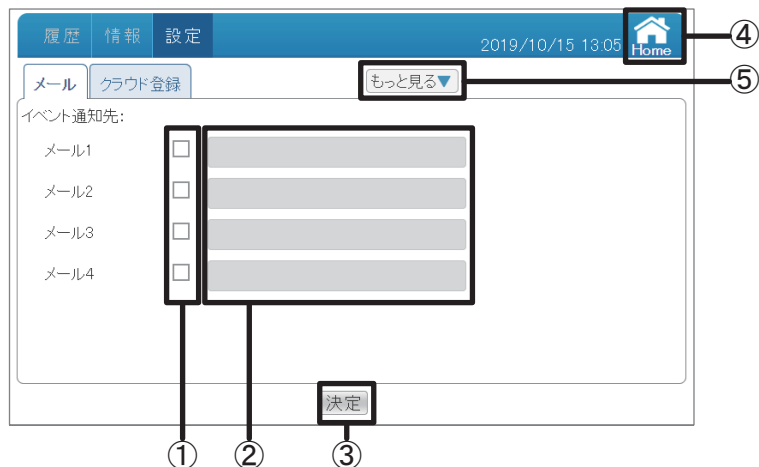 履歴 情報 設定
2019/10/15 13:05 Home ④
メール クラウド登録 もっと見る▼ ⑤
イベント通知先:
メール1
メール2
メール3
メール4
決定
① ② ③